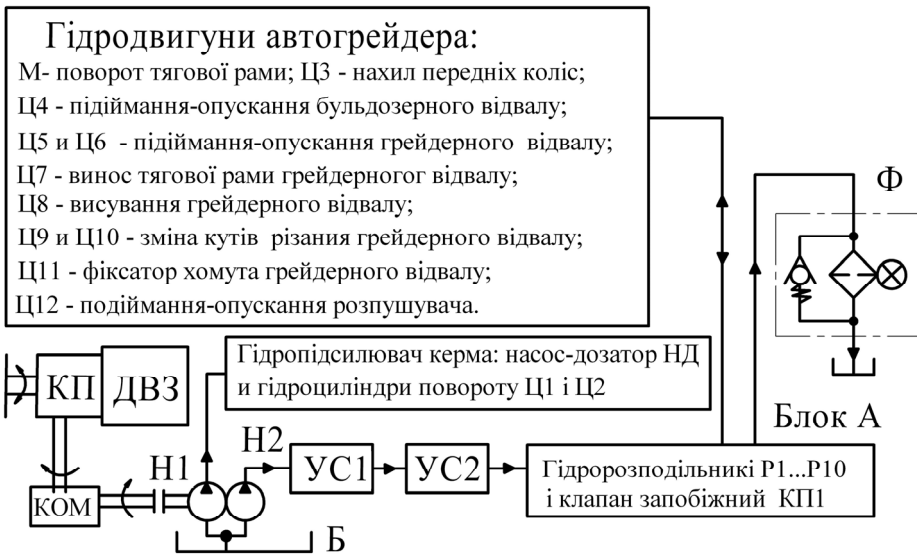 Гідродвигуни автогрейдера:
М- поворот тягової рами; Ц3 - нахил передніх коліс;
Ц4 - підіймання-опускання бульдозерного відвалу;
Ц5 и Ц6 - підіймання-опускання грейдерного відвалу;
Ц7 - винос тягової рами грейдерногог відвалу;
Ц8 - висування грейдерного відвалу;
Ц9 и Ц10 - зміна кутів різання грейдерного відвалу;
Ц11 - фіксатор хомута грейдерного відвалу;
Ц12 - подіймання-опускання розпушувача.
Ф
Гідропідсилювач керма: насос-дозатор НД
и гідроциліндри повороту Ц1 і Ц2
КП
ДВЗ
Блок А
Н1
Н2
УС1
УС2
Гідророзподільникі Р1...Р10
і клапан запобіжний КП1
КОМ
Б